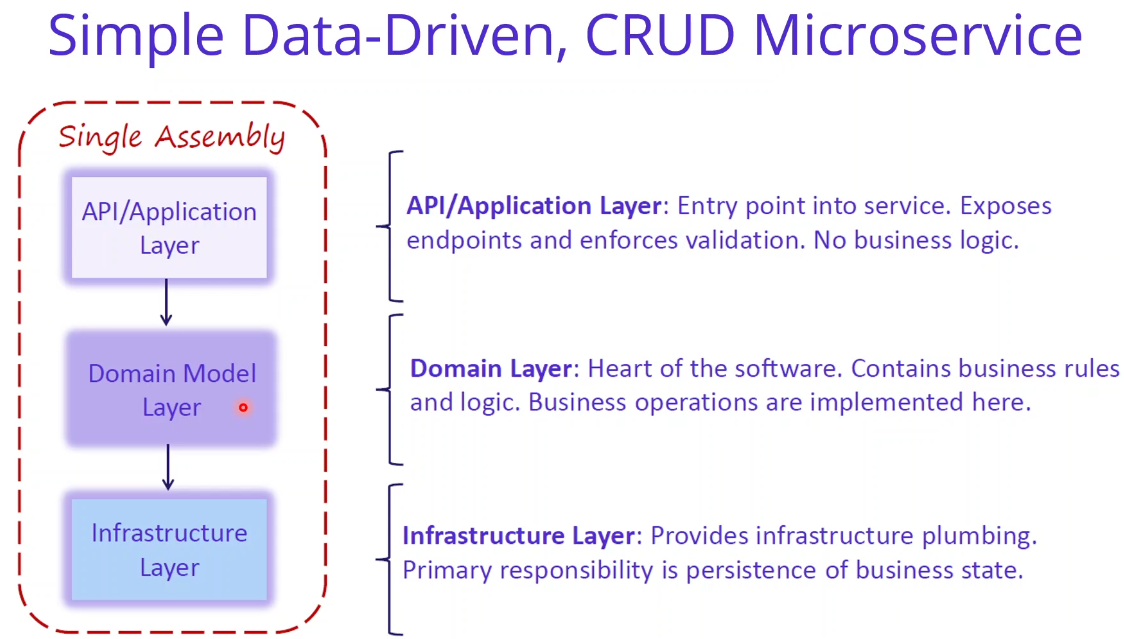 Simple Data-Driven, CRUD Microservice
Single Assembly
API/Application
Layer
API/Application Layer: Entry point into service. Exposes
endpoints and enforces validation. No business logic.
Domain Model
Layer
Domain Layer: Heart of the software. Contains business rules
and logic. Business operations are implemented here.
Infrastructure
Layer
Infrastructure Layer: Provides infrastructure plumbing.
Primary responsibility is persistence of business state.